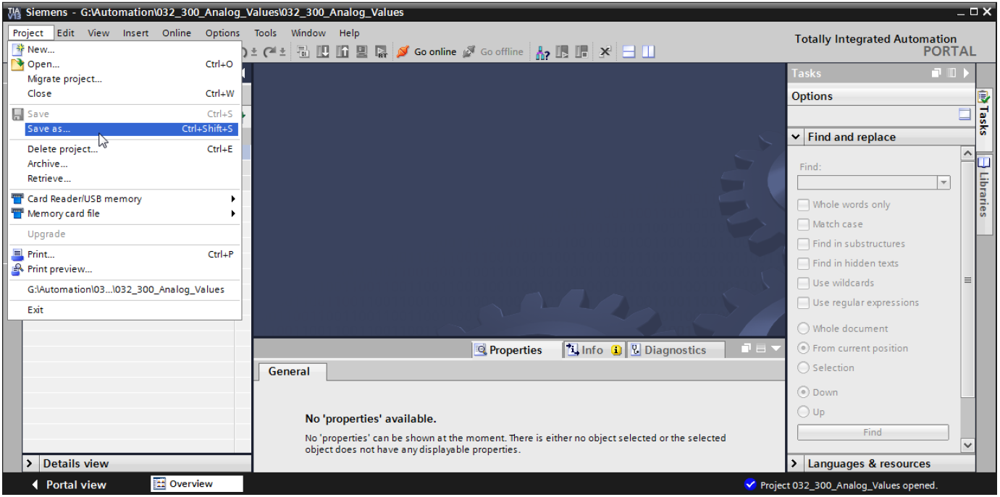 TIA V13 Siemens - G:\Automation\032_300_Analog_Values\032_300_Analog_Values
Project Edit View Insert Online Options Tools Window Help
Totally Integrated Automation
PORTAL
New...
Open... Ctrl+O
Migrate project...
Close Ctrl+W
Save Ctrl+S
Save as... Ctrl+Shift+S
Delete project... Ctrl+E
Archive...
Retrieve...
Card Reader/USB memory
Memory card file
Upgrade
Print... Ctrl+P
Print preview...
G:\Automation\03...\032_300_Analog_Values
Exit
Go online Go offline
Tasks
Options
Find and replace
Find:
Whole words only
Match case
Find in substructures
Find in hidden texts
Use wildcards
Use regular expressions
Whole document
From current position
Selection
Down
Up
Find
Languages & resources
Tasks
Libraries
Properties Info Diagnostics
General
No 'properties' available.
No 'properties' can be shown at the moment. There is either no object selected or the selected
object does not have any displayable properties.
Details view
Portal view Overview
Project 032_300_Analog_Values opened.